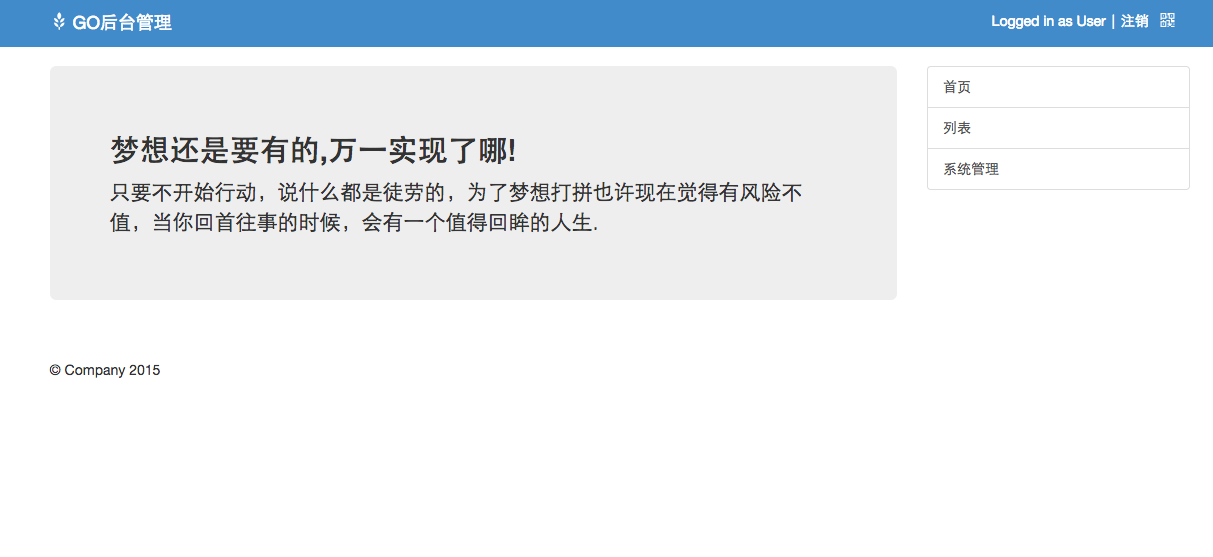 GO后台管理
Logged in as User | 注销
梦想还是要有的,万一实现了哪!
只要不开始行动，说什么都是徒劳的，为了梦想打拼也许现在觉得有风险不
值，当你回首往事的时候，会有一个值得回眸的人生.
首页
列表
系统管理
© Company 2015